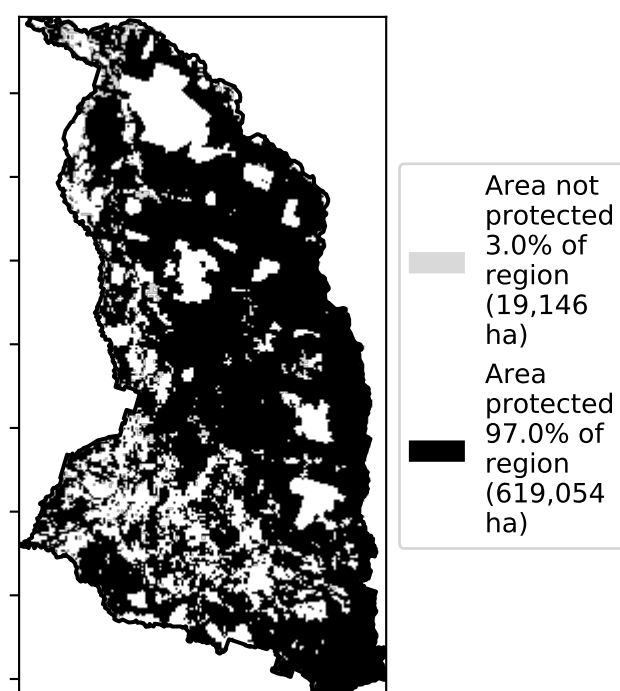 Area not
protected
3.0% of
region
(19,146
ha)
Area
protected
97.0% of
region
(619,054
ha)